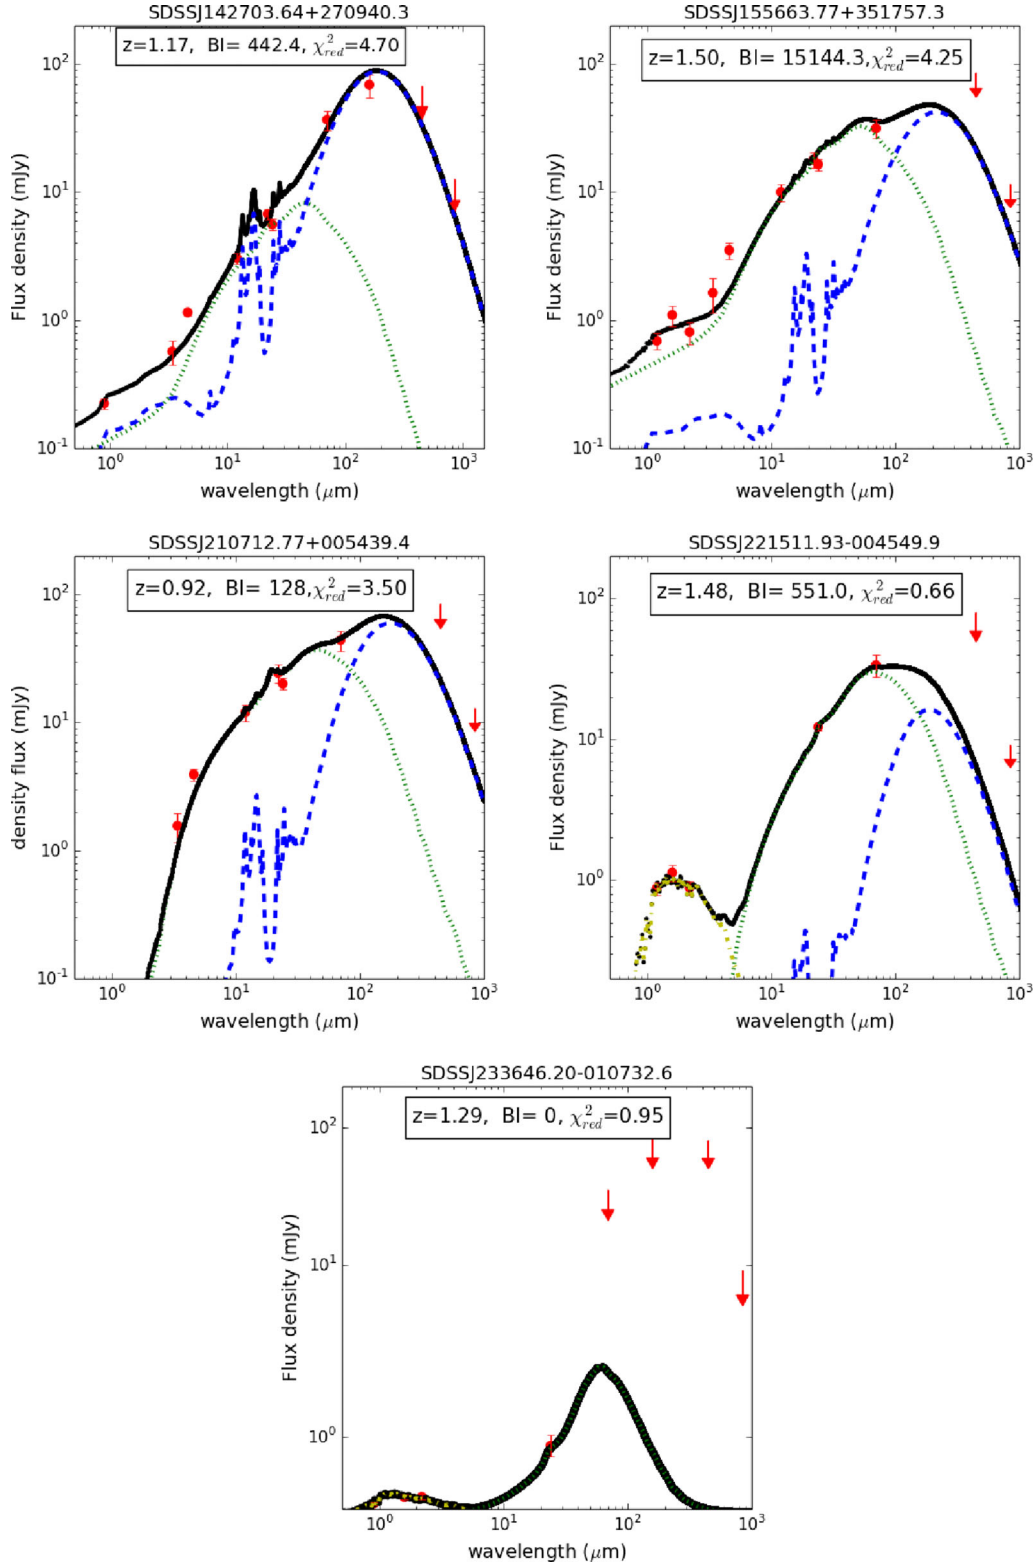 SDSSJ142703.64+270940.3
z=1.17, BI= 442.4, χ²red=4.70
Flux density (mJy)
10²
10¹
10⁰
10⁻¹
10⁰ 10¹ 10² 10³
wavelength (μm)
SDSSJ155663.77+351757.3
z=1.50, BI= 15144.3,χ²red=4.25
Flux density (mJy)
10²
10¹
10⁰
10⁻¹
10⁰ 10¹ 10² 10³
wavelength (μm)
SDSSJ210712.77+005439.4
z=0.92, BI= 128,χ²red=3.50
density flux (mJy)
10²
10¹
10⁰
10⁻¹
10⁰ 10¹ 10² 10³
wavelength (μm)
SDSSJ221511.93-004549.9
z=1.48, BI= 551.0, χ²red=0.66
Flux density (mJy)
10²
10¹
10⁰
10⁰ 10¹ 10² 10³
wavelength (μm)
SDSSJ233646.20-010732.6
z=1.29, BI= 0, χ²red=0.95
Flux density (mJy)
10²
10¹
10⁰
10⁰ 10¹ 10² 10³
wavelength (μm)